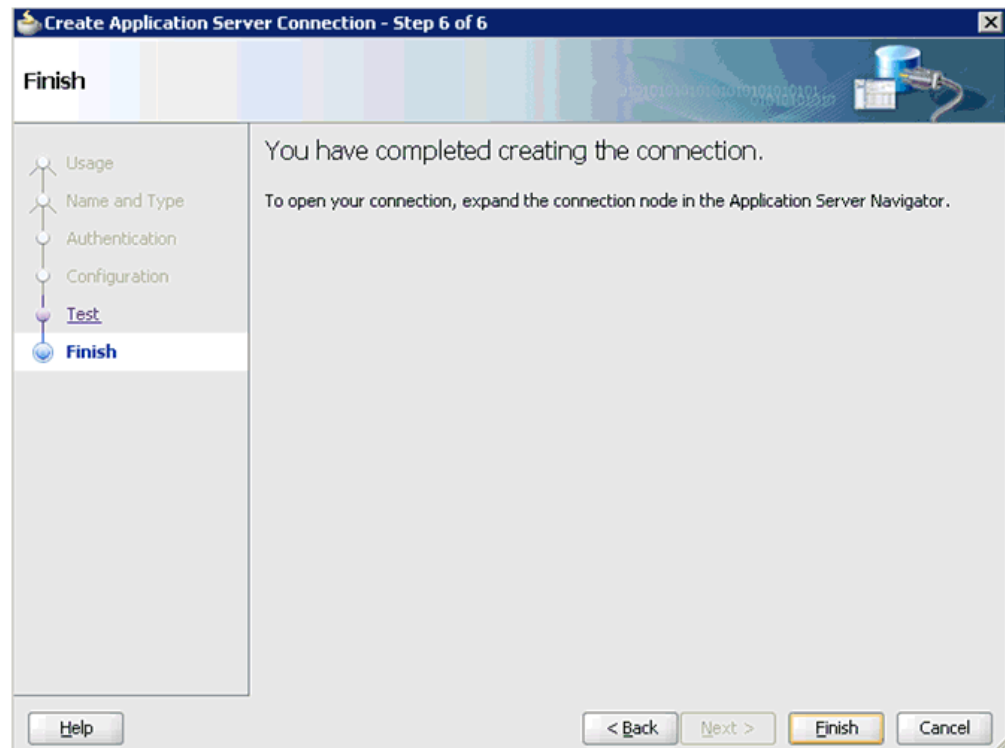 Create Application Server Connection - Step 6 of 6
Finish
Usage
Name and Type
Authentication
Configuration
Test
Finish
You have completed creating the connection.
To open your connection, expand the connection node in the Application Server Navigator.
Help
< Back
Next >
Finish
Cancel